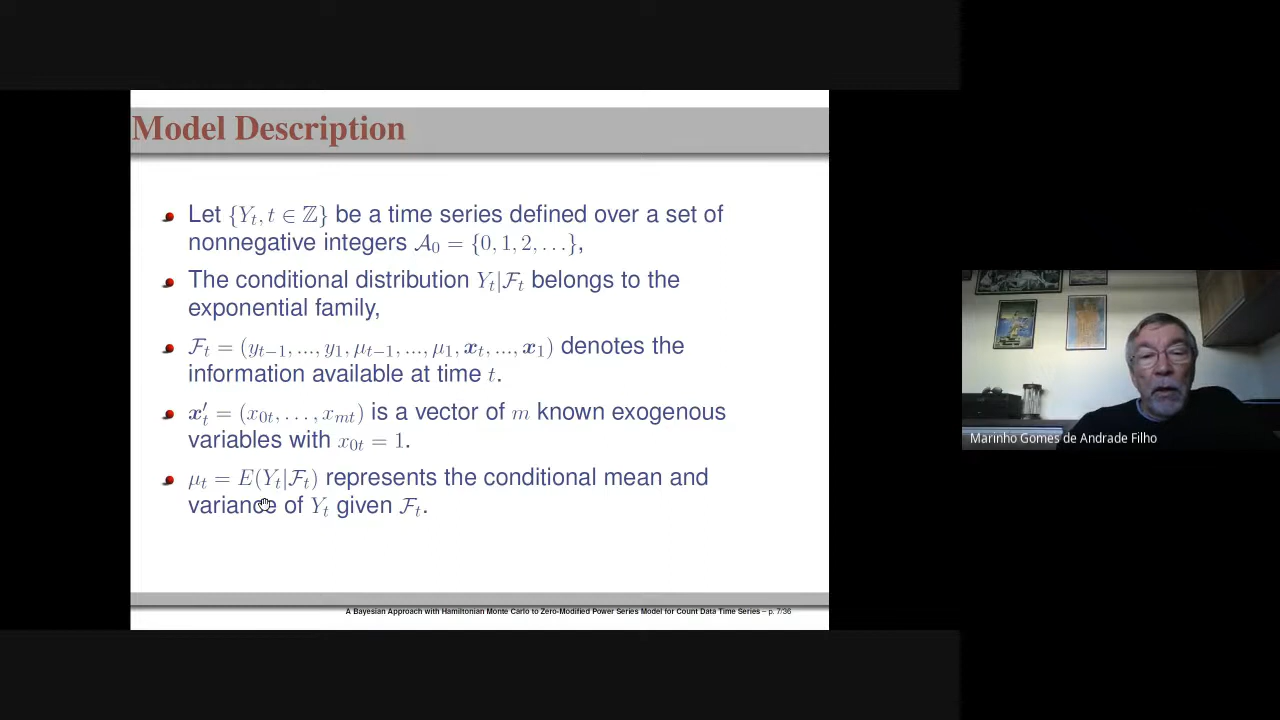 Model Description
Let {Y_t, t ∈ ℤ} be a time series defined over a set of
nonnegative integers 𝒜_0 = {0, 1, 2, . . .},
The conditional distribution Y_t|ℱ_t belongs to the
exponential family,
ℱ_t = (y_{t−1}, ..., y_1, μ_{t−1}, ..., μ_1, 𝒙_t, ..., 𝒙_1) denotes the
information available at time t.
𝒙′_t = (x_{0t}, . . . , x_{mt}) is a vector of m known exogenous
variables with x_{0t} = 1.
μ_t = E(Y_t|ℱ_t) represents the conditional mean and
variance of Y_t given ℱ_t.
A Bayesian Approach with Hamiltonian Monte Carlo to Zero-Modified Power Series Model for Count Data Time Series – p. 7/36
Marinho Gomes de Andrade Filho